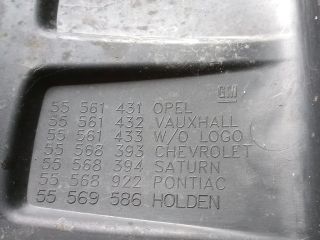 GM
55 561 431 OPEL
55 561 432 VAUXHALL
55 561 433 W/O LOGO
55 568 393 CHEVROLET
55 568 394 SATURN
55 568 922 PONTIAC
55 569 586 HOLDEN